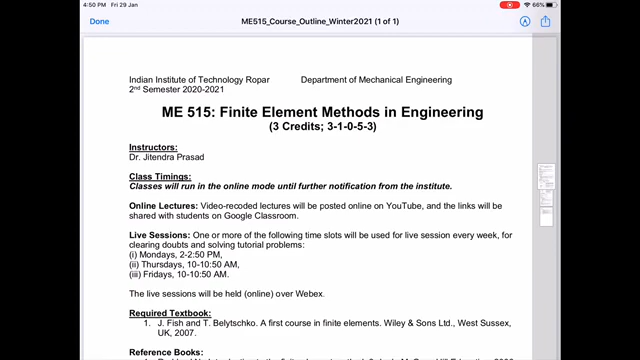 4:50 PM Fri 29 Jan 66%
Done ME515_Course_Outline_Winter2021 (1 of 1)
Indian Institute of Technology Ropar Department of Mechanical Engineering
2nd Semester 2020-2021
ME 515: Finite Element Methods in Engineering
(3 Credits; 3-1-0-5-3)
Instructors:
Dr. Jitendra Prasad
Class Timings:
Classes will run in the online mode until further notification from the institute.
Online Lectures: Video-recoded lectures will be posted online on YouTube, and the links will be
shared with students on Google Classroom.
Live Sessions: One or more of the following time slots will be used for live session every week, for
clearing doubts and solving tutorial problems:
(i) Mondays, 2-2:50 PM,
(ii) Thursdays, 10-10:50 AM,
(iii) Fridays, 10-10:50 AM.
The live sessions will be held (online) over Webex.
Required Textbook:
1. J. Fish and T. Belytschko. A first course in finite elements. Wiley & Sons Ltd., West Sussex,
UK, 2007.
Reference Books: